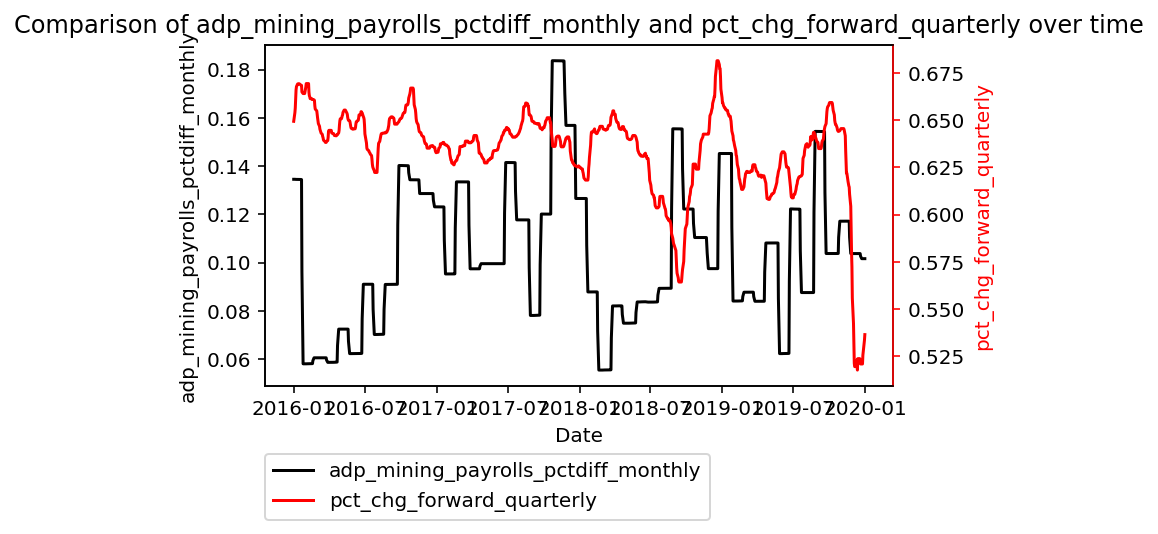 Comparison of adp_mining_payrolls_pctdiff_monthly and pct_chg_forward_quarterly over time
adp_mining_payrolls_pctdiff_monthly
0.18
0.16
0.14
0.12
0.10
0.08
0.06
0.675
0.650
0.625
0.600
0.575
0.550
0.525
pct_chg_forward_quarterly
2016-01 2016-07 2017-01 2017-07 2018-01 2018-07 2019-01 2019-07 2020-01
Date
adp_mining_payrolls_pctdiff_monthly
pct_chg_forward_quarterly